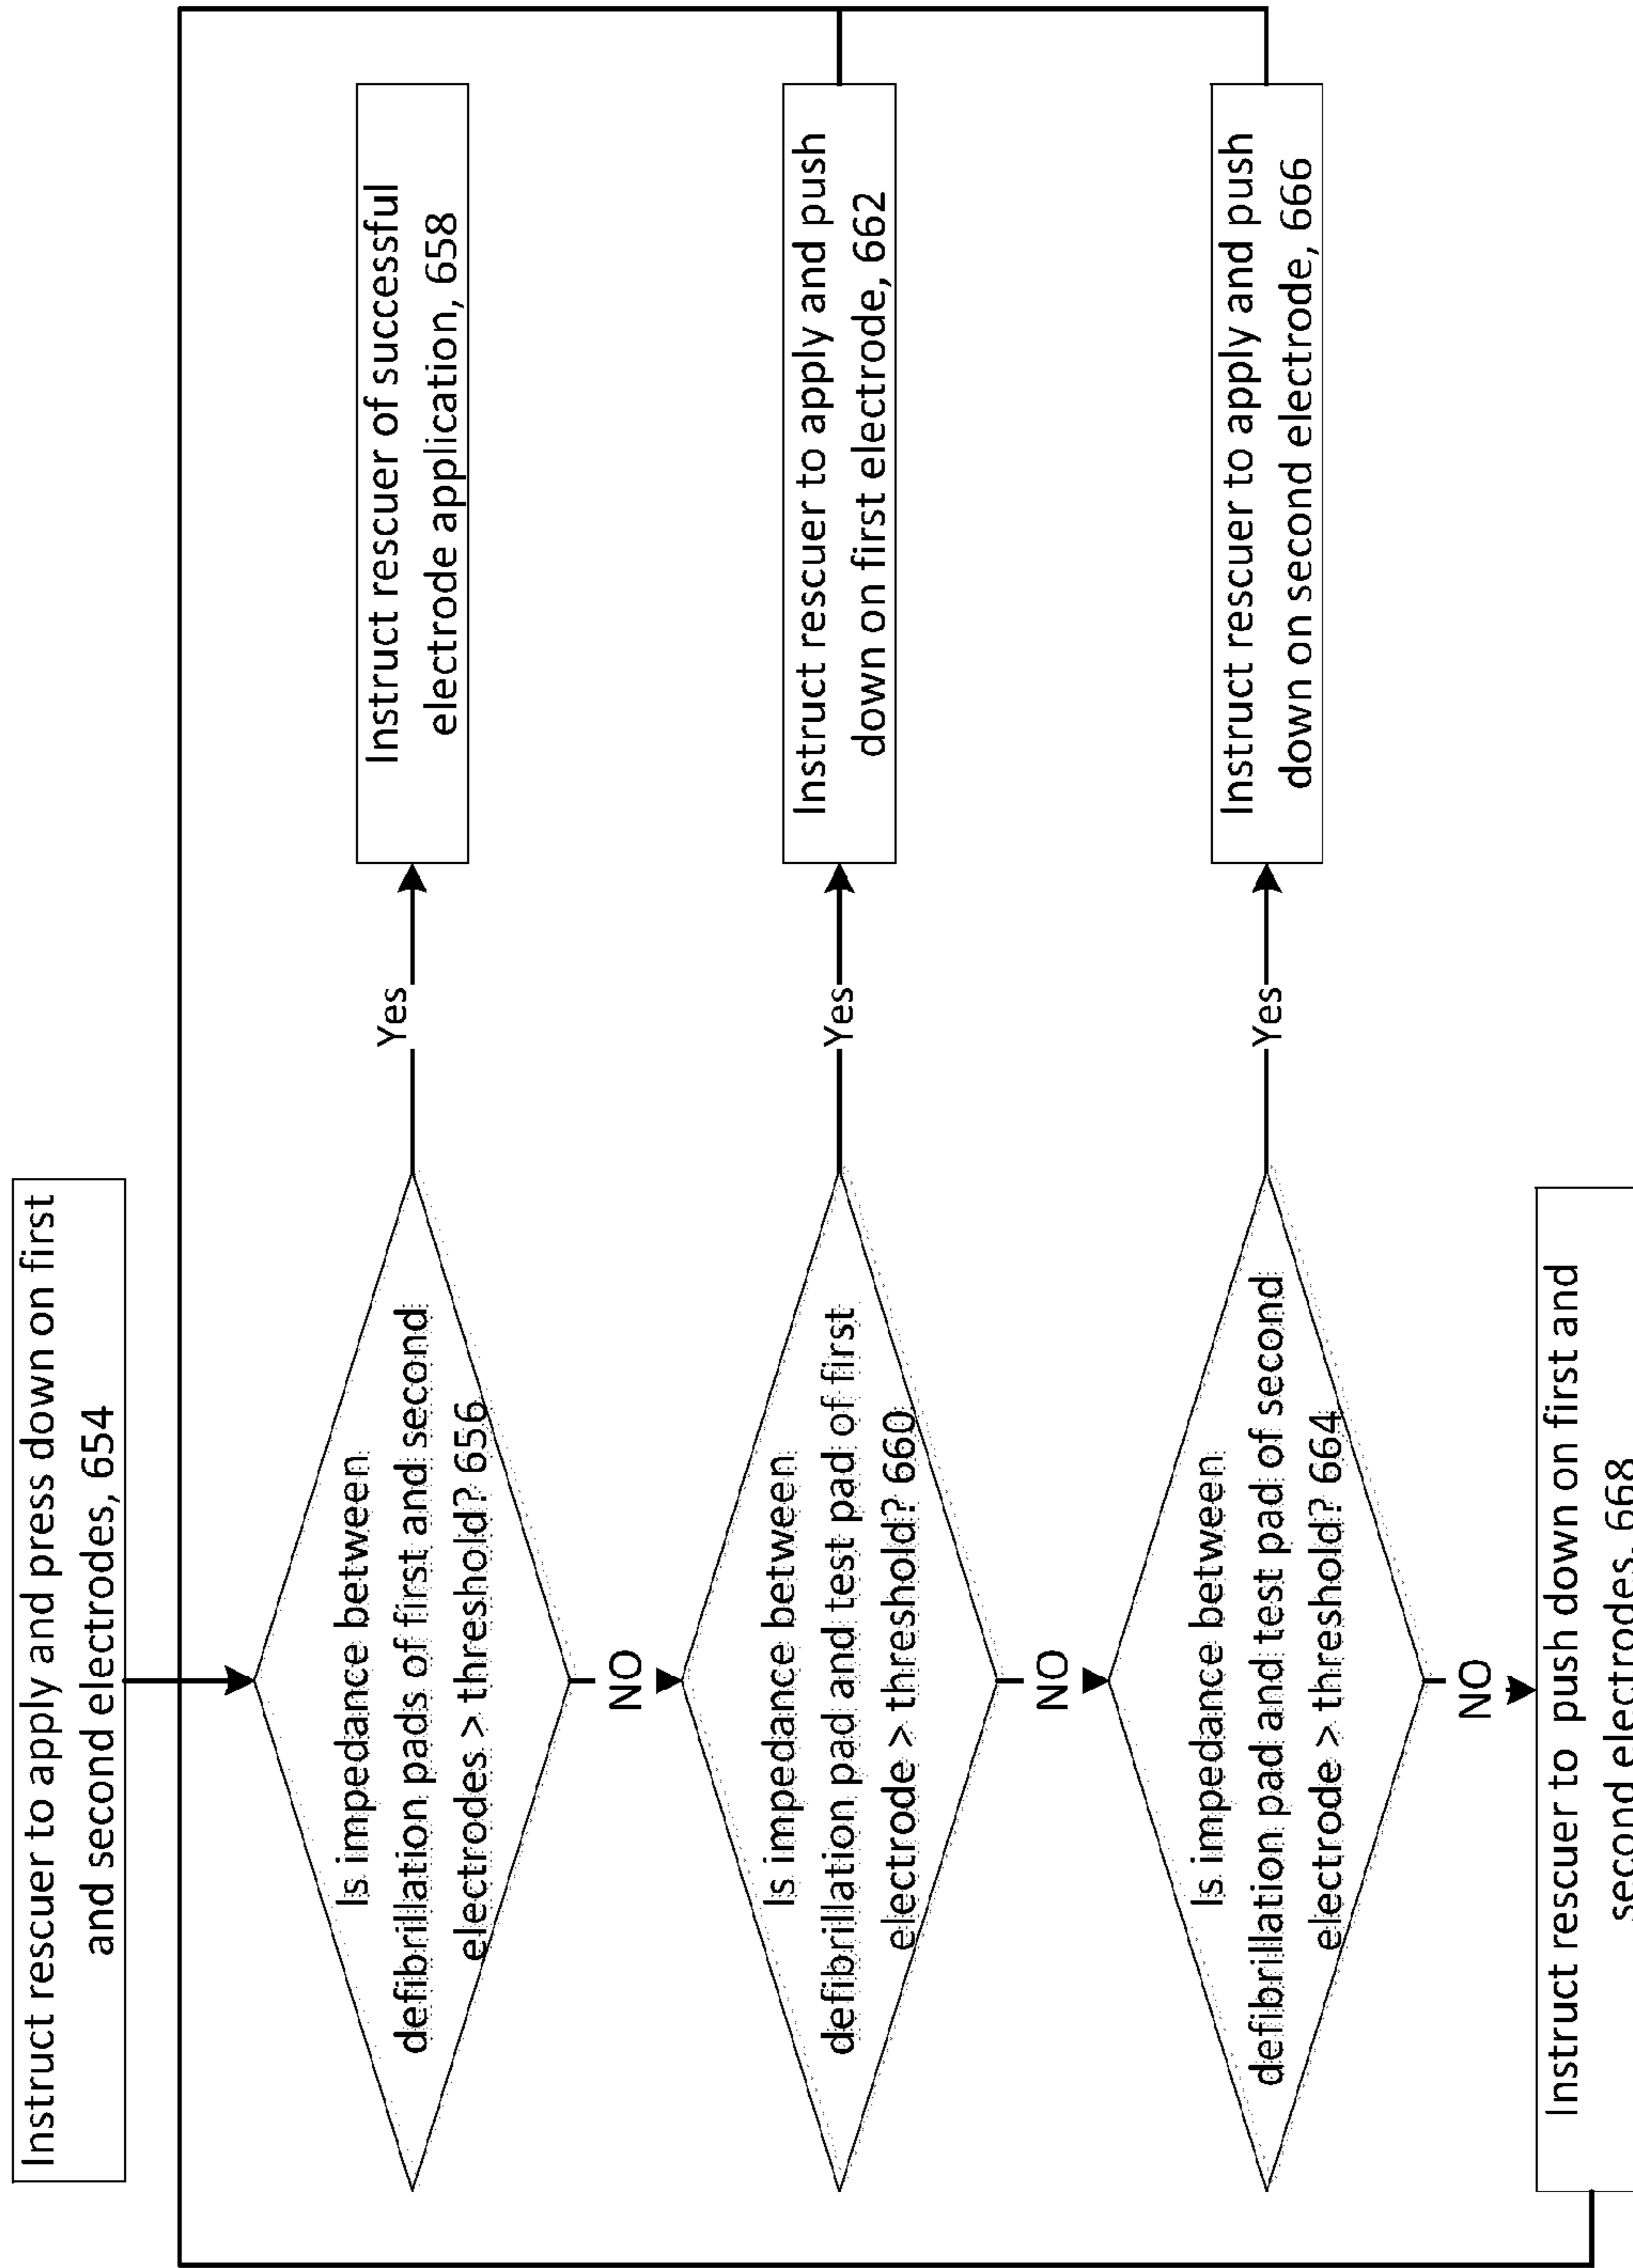 Instruct rescuer to apply and press down on first
and second electrodes, 654
Is impedance between
defibrillation pads of first and second
electrodes > threshold? 656
Yes
Instruct rescuer of successful
electrode application, 658
NO
Is impedance between
defibrillation pad and test pad of first
electrode > threshold? 660
Yes
Instruct rescuer to apply and push
down on first electrode, 662
NO
Is impedance between
defibrillation pad and test pad of second
electrode > threshold? 664
Yes
Instruct rescuer to apply and push
down on second electrode, 666
NO
Instruct rescuer to push down on first and
second electrodes, 668